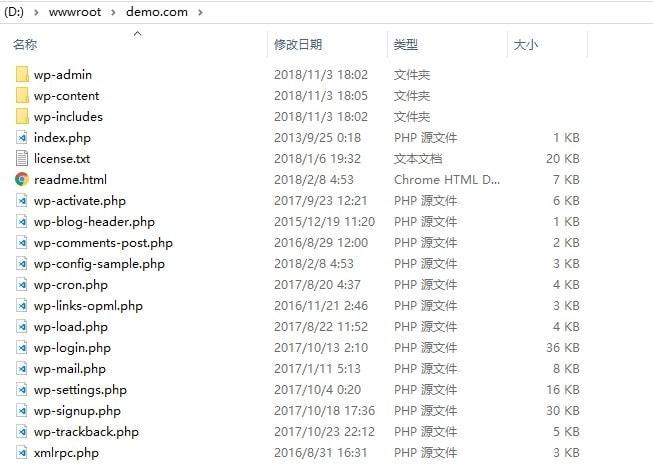 (D:) > wwwroot > demo.com >
名称 修改日期 类型 大小
wp-admin 2018/11/3 18:02 文件夹
wp-content 2018/11/3 18:05 文件夹
wp-includes 2018/11/3 18:02 文件夹
index.php 2013/9/25 0:18 PHP 源文件 1 KB
license.txt 2018/1/6 19:32 文本文档 20 KB
readme.html 2018/2/8 4:53 Chrome HTML D... 7 KB
wp-activate.php 2017/9/23 12:21 PHP 源文件 6 KB
wp-blog-header.php 2015/12/19 11:20 PHP 源文件 1 KB
wp-comments-post.php 2016/8/29 12:00 PHP 源文件 2 KB
wp-config-sample.php 2018/2/8 4:53 PHP 源文件 3 KB
wp-cron.php 2017/8/20 4:37 PHP 源文件 4 KB
wp-links-opml.php 2016/11/21 2:46 PHP 源文件 3 KB
wp-load.php 2017/8/22 11:52 PHP 源文件 4 KB
wp-login.php 2017/10/13 2:10 PHP 源文件 36 KB
wp-mail.php 2017/1/11 5:13 PHP 源文件 8 KB
wp-settings.php 2017/10/4 0:20 PHP 源文件 16 KB
wp-signup.php 2017/10/18 17:36 PHP 源文件 30 KB
wp-trackback.php 2017/10/23 22:12 PHP 源文件 5 KB
xmlrpc.php 2016/8/31 16:31 PHP 源文件 3 KB